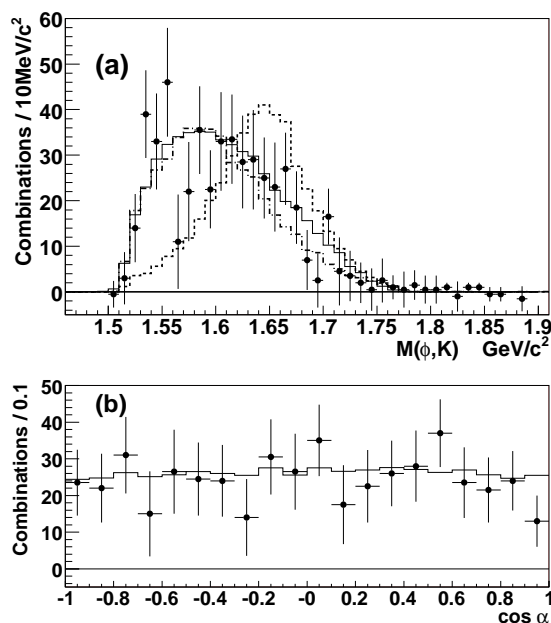 Combinations / 10MeV/c²
60
50
40
30
20
10
0
(a)
1.5 1.55 1.6 1.65 1.7 1.75 1.8 1.85 1.9
M(ϕ,K) GeV/c²
Combinations / 0.1
50
40
30
20
10
0
(b)
-1 -0.8 -0.6 -0.4 -0.2 -0 0.2 0.4 0.6 0.8 1
cos α